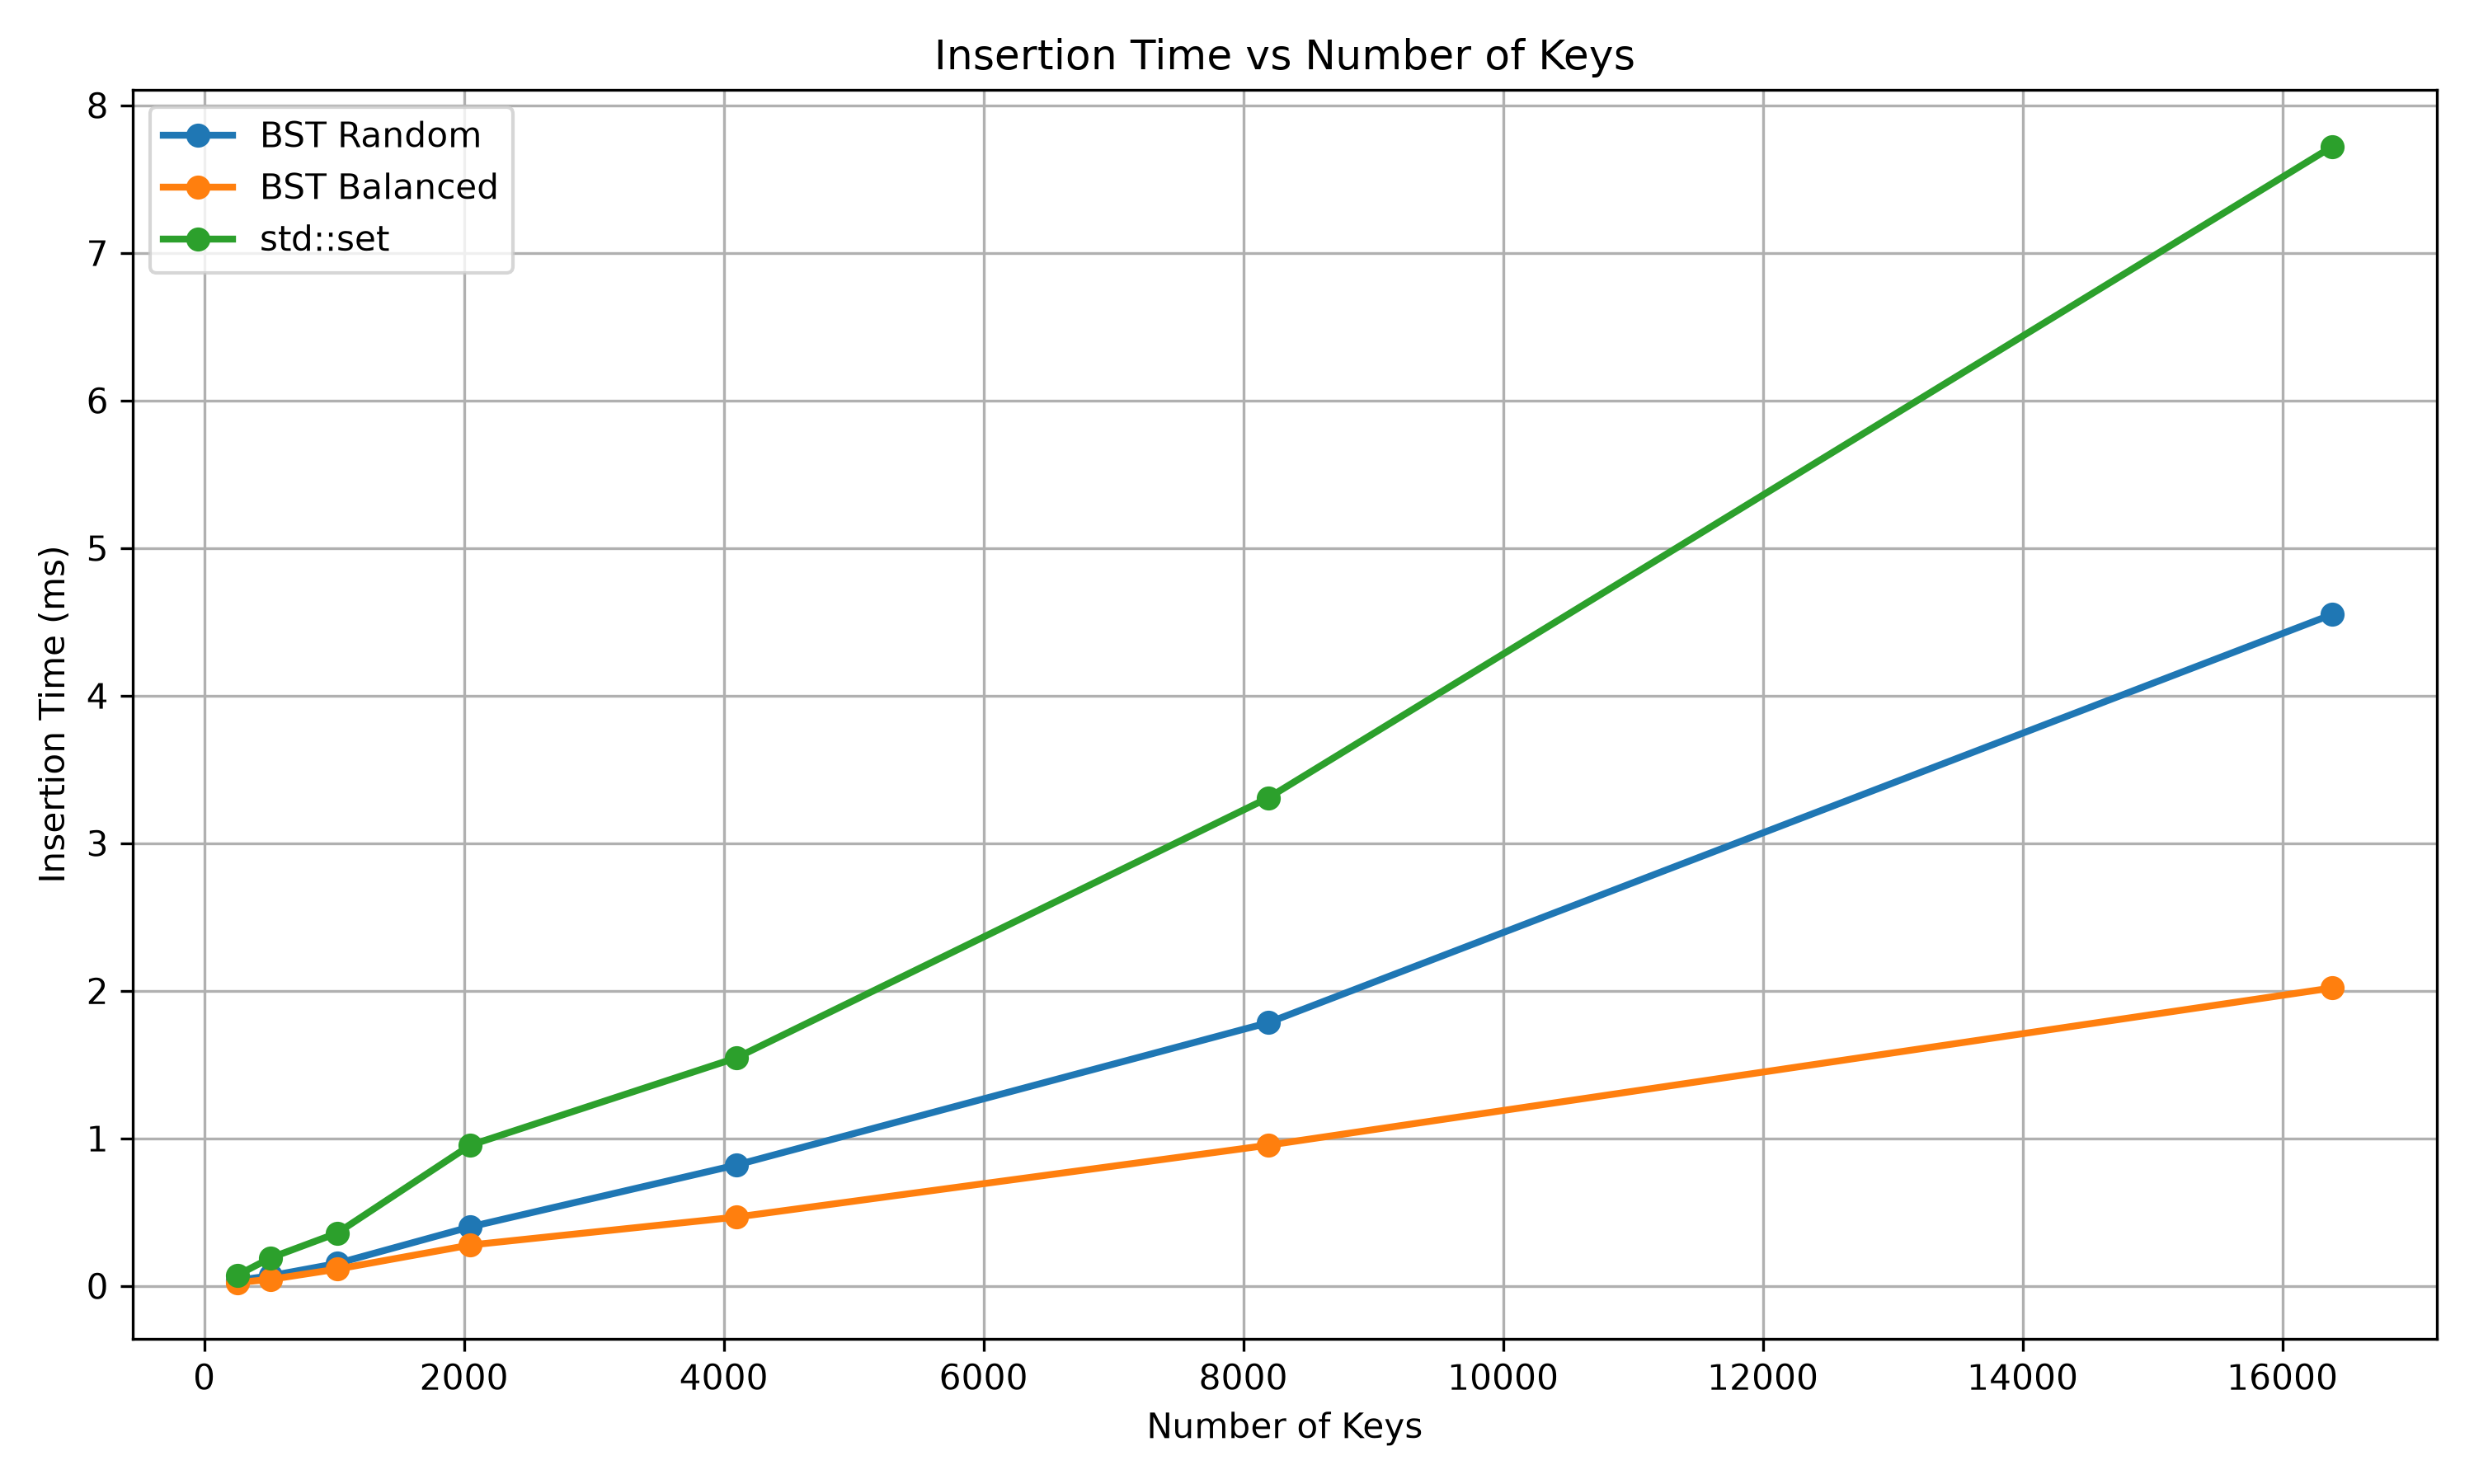 Insertion Time vs Number of Keys
BST Random
BST Balanced
std::set
Insertion Time (ms)
8
7
6
5
4
3
2
1
0
0 2000 4000 6000 8000 10000 12000 14000 16000
Number of Keys